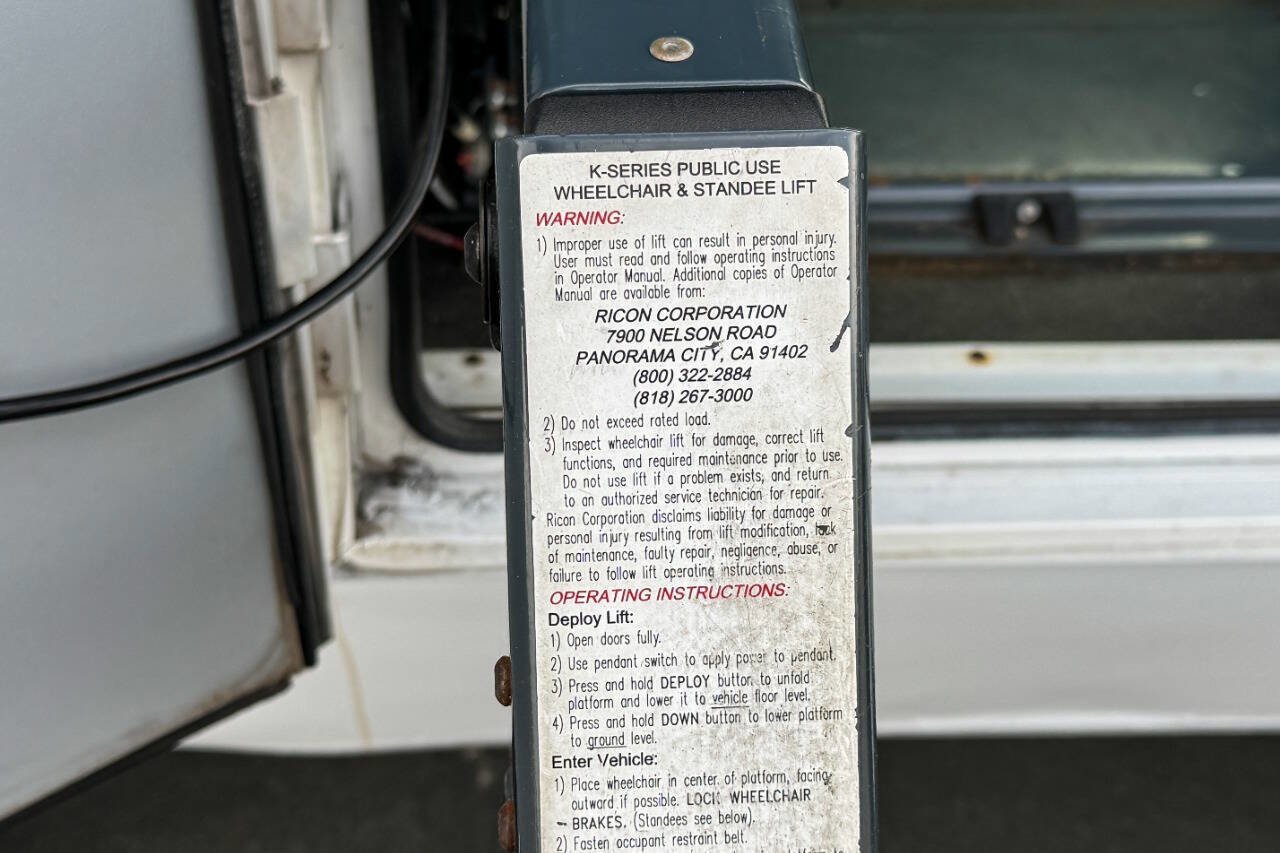 K-SERIES PUBLIC USE
WHEELCHAIR & STANDEE LIFT
WARNING:
1) Improper use of lift can result in personal injury.
User must read and follow operating instructions
in Operator Manual. Additional copies of Operator
Manual are available from:
RICON CORPORATION
7900 NELSON ROAD
PANORAMA CITY, CA 91402
(800) 322-2884
(818) 267-3000
2) Do not exceed rated load.
3) Inspect wheelchair lift for damage, correct lift
functions, and required maintenance prior to use.
Do not use lift if a problem exists, and return
to an authorized service technician for repair.
Ricon Corporation disclaims liability for damage or
personal injury resulting from lift modification, lack
of maintenance, faulty repair, negligence, abuse, or
failure to follow lift operating instructions.
OPERATING INSTRUCTIONS:
Deploy Lift:
1) Open doors fully.
2) Use pendant switch to apply power to pendant.
3) Press and hold DEPLOY button to unfold
platform and lower it to vehicle floor level.
4) Press and hold DOWN button to lower platform
to ground level.
Enter Vehicle:
1) Place wheelchair in center of platform, facing
outward if possible. LOCK WHEELCHAIR
BRAKES. (Standees see below).
2) Fasten occupant restraint belt.